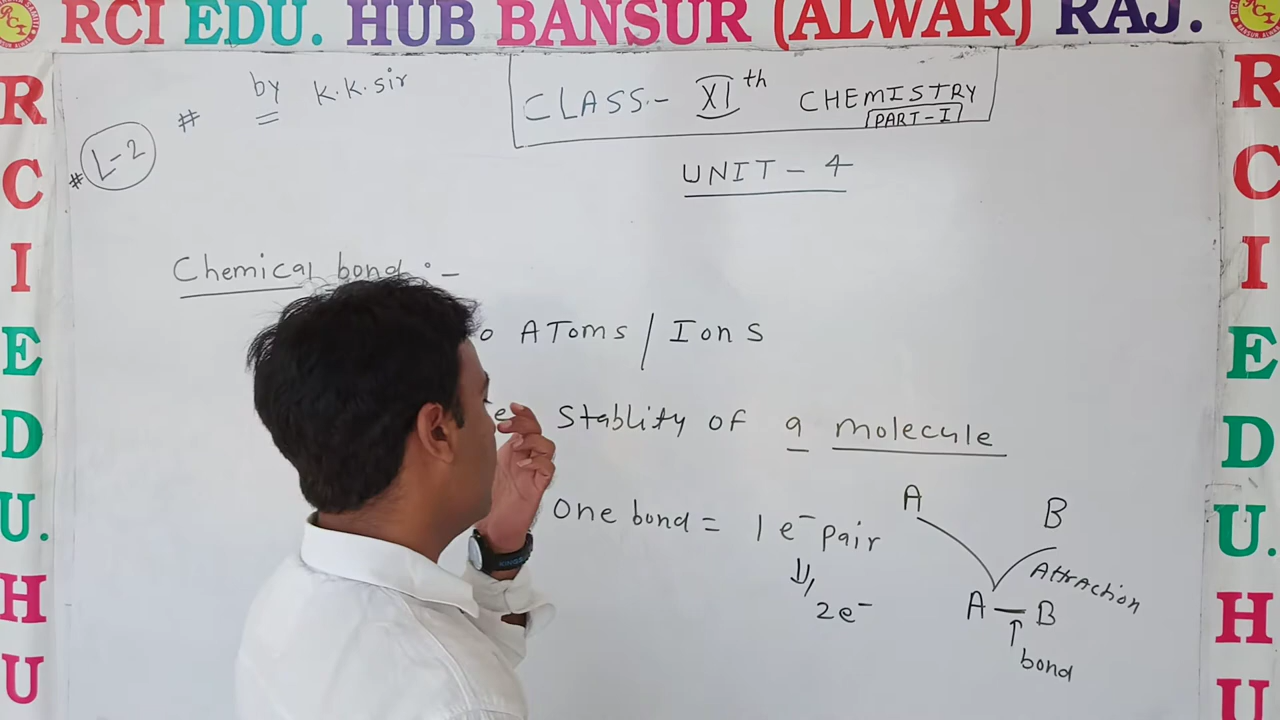 RCI EDU. HUB BANSUR (ALWAR) RAJ.
R
C
I
E
D
U.
H
U
# by K.K. sir
# L-2
CLASS:- XIth CHEMISTRY
PART-I
UNIT - 4
Chemical bond :-
o ATOMS / Ions
e Stablity of a molecule
One bond = 1 e⁻ pair
2e⁻
A B
Attraction
A - B
bond
R
C
I
E
D
U.
H
U